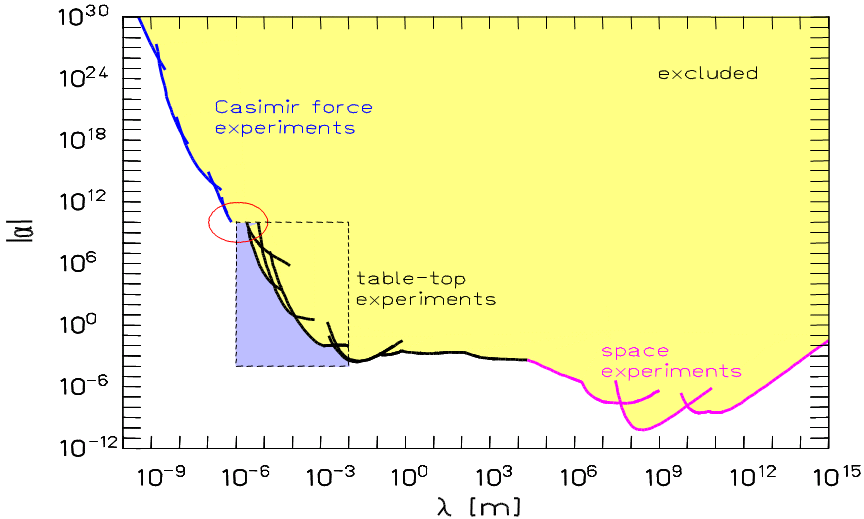 10^30
10^24
10^18
10^12
10^6
10^0
10^-6
10^-12
|α|
excluded
Casimir force
experiments
table-top
experiments
space
experiments
10^-9
10^-6
10^-3
10^0
10^3
10^6
10^9
10^12
10^15
λ [m]